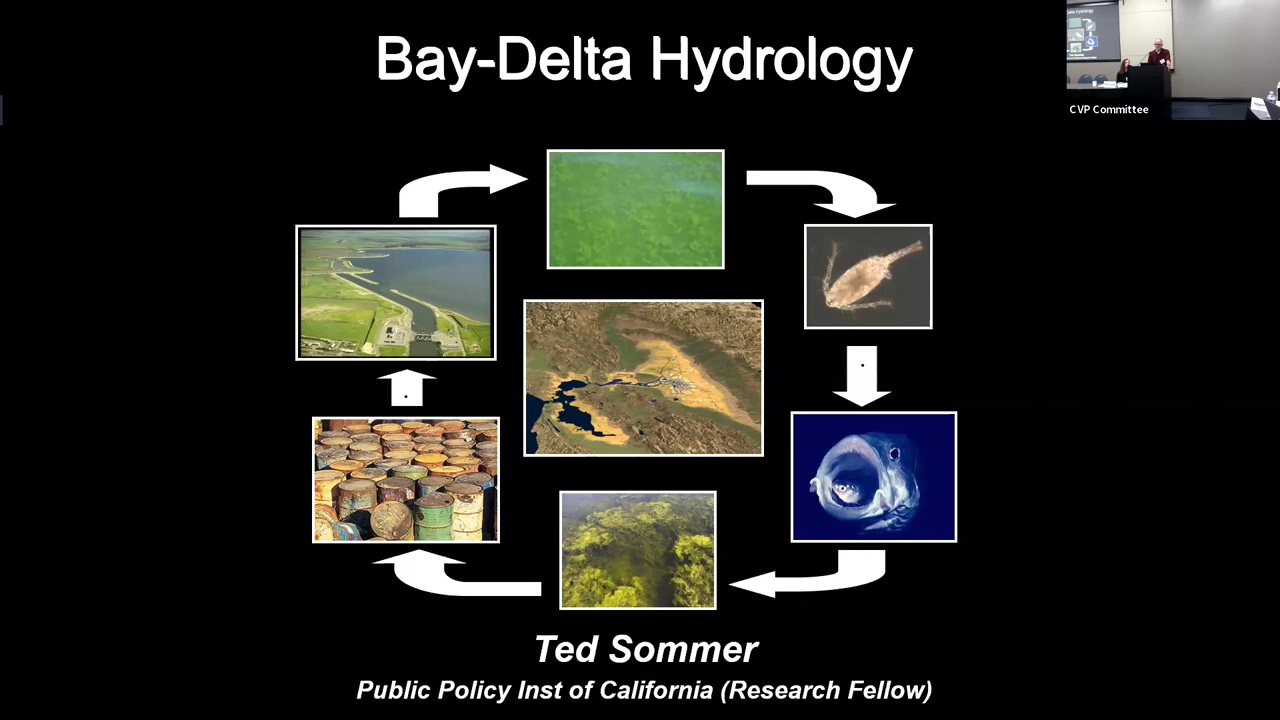 Bay-Delta Hydrology
CVP Committee
Ted Sommer
Public Policy Inst of California (Research Fellow)